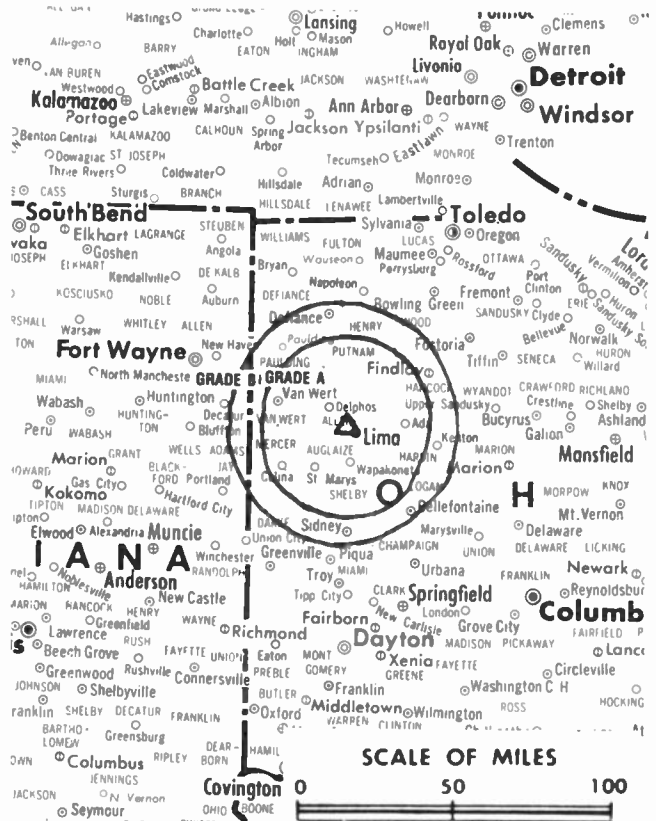 Hastings Lansing Howell Clemens
Charlotte Holt Mason
Allegan BARRY EATON INGHAM Royal Oak Warren
VAN BUREN Eastwood Comstock JACKSON WASHTENAW Livonia Detroit
Westwood Battle Creek
Kalamazoo Lakeview Marshall Albion Ann Arbor Dearborn Windsor
Portage
Benton Central KALAMAZOO CALHOUN Spring Arbor Jackson Ypsilanti Eastlawn WAYNE
Trenton
Dowagiac ST JOSEPH Tecumseh MONROE
Three Rivers Coldwater
CASS Sturgis BRANCH Hillsdale Adrian Monroe
HILLSDALE LENAWEE Lambertville
South Bend STEUBEN Sylvania Toledo
Elkhart LAGRANGE WILLIAMS FULTON LUCAS Oregon
Goshen Angola Wauseon Maumee Rossford OTTAWA Sandusky
ELKHART DE KALB Bryan Perrysburg Port Clinton Vermilion Amherst
Kendallville Napoleon
KOSCIUSKO NOBLE Auburn DEFIANCE Bowling Green Fremont ERIE Huron
Defiance SANDUSKY Clyde Sandusky So.
Warsaw WHITLEY ALLEN HENRY WOOD Bellevue
New Haven Paulding Fostoria Norwalk
Fort Wayne PUTNAM Tiffin SENECA HURON
PAULDING Findlay Willard
MIAMI North Manchester GRADE B GRADE A HANCOCK WYANDOT CRAWFORD RICHLAND
Wabash Huntington Van Wert Delphos Upper Sandusky Crestline Shelby
HUNTINGTON Decatur VAN WERT Ada Bucyrus Ashland
Peru WABASH Bluffton Lima Kenton Galion
WELLS ADAMS MERCER AUGLAIZE MARION Mansfield
Marion GRANT HARDIN
HOWARD BLACKFORD JAY Celina St Marys Wapakoneta Marion
Gas City Portland
Kokomo Hartford City SHELBY O LOGAN H MORROW KNOX
TIPTON MADISON DELAWARE Bellefontaine Mt. Vernon
Elwood Alexandria Muncie DARKE Sidney Marysville Delaware
Union City
I A N A Winchester Greenville Piqua CHAMPAIGN UNION DELAWARE LICKING
Anderson RANDOLPH MIAMI Urbana Newark
Noblesville Troy FRANKLIN
HAMILTON New Castle Tipp City CLARK Springfield Reynoldsbur
HANCOCK HENRY New Carlisle London Columb
Greenfield WAYNE Fairborn Grove City
Lawrence RUSH Richmond Dayton MADISON PICKAWAY FAIRFIELD
Beech Grove FAYETTE UNION Eaton MONTGOMERY Xenia FAYETTE Lanc
Greenwood Rushville PREBLE GREENE Circleville
JOHNSON Shelbyville Connersville Franklin Washington C H
BUTLER HOCKING
ranklin SHELBY DECATUR FRANKLIN Oxford Middletown Wilmington ROSS
WARREN CLINTON
BARTHOLOMEW Greensburg
DEARBORN HAMIL
Columbus RIPLEY SCALE OF MILES
JENNINGS
Covington 0 50 100
JACKSON N Vernon
Seymour OHIO BOONE